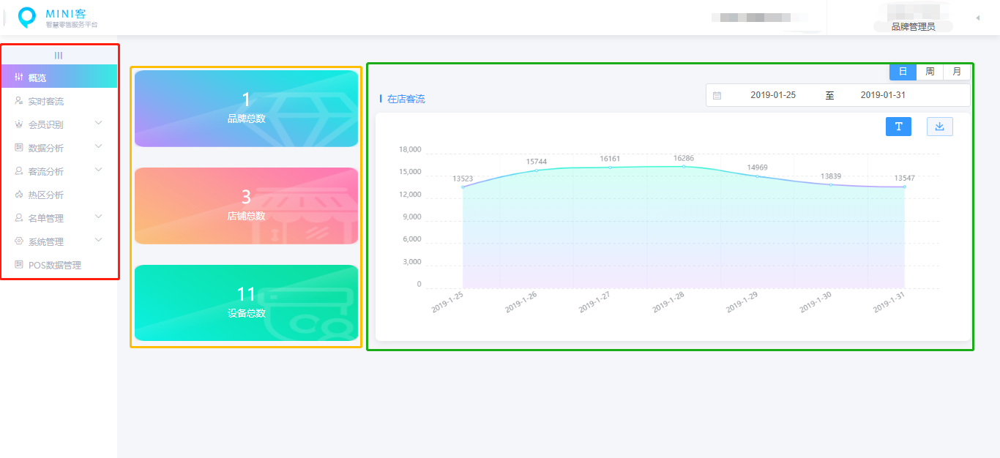 MINI客
智慧零售服务平台
品牌管理员
概览
实时客流
会员识别
数据分析
客流分析
热区分析
名单管理
系统管理
POS数据管理
1
品牌总数
3
店铺总数
11
设备总数
日 周 月
在店客流
2019-01-25 至 2019-01-31
T
18,000
15,000
12,000
9,000
6,000
3,000
0
13523
15744
16161
16286
14969
13839
13547
2019-1-25
2019-1-26
2019-1-27
2019-1-28
2019-1-29
2019-1-30
2019-1-31